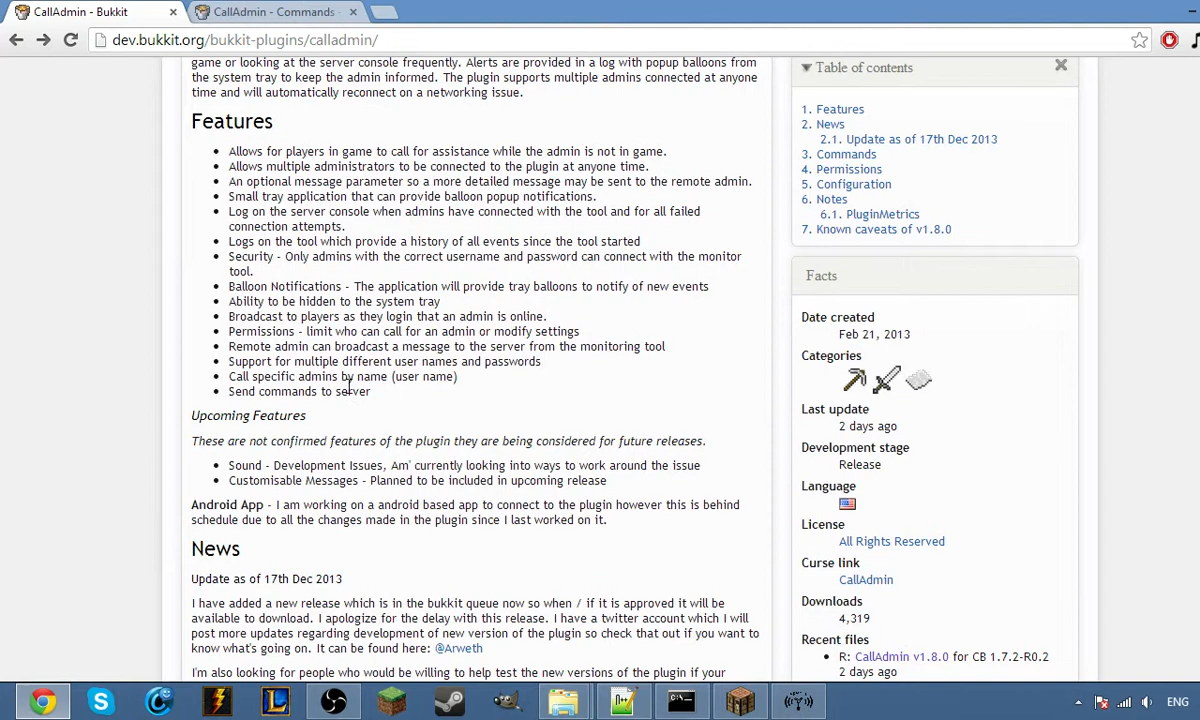 CallAdmin - Bukkit
CallAdmin - Commands
dev.bukkit.org/bukkit-plugins/calladmin/
game or looking at the server console frequently. Alerts are provided in a log with popup balloons from
the system tray to keep the admin informed. The plugin supports multiple admins connected at anyone
time and will automatically reconnect on a networking issue.
Features
Allows for players in game to call for assistance while the admin is not in game.
Allows multiple administrators to be connected to the plugin at anyone time.
An optional message parameter so a more detailed message may be sent to the remote admin.
Small tray application that can provide balloon popup notifications.
Log on the server console when admins have connected with the tool and for all failed
connection attempts.
Logs on the tool which provide a history of all events since the tool started
Security - Only admins with the correct username and password can connect with the monitor
tool.
Balloon Notifications - The application will provide tray balloons to notify of new events
Ability to be hidden to the system tray
Broadcast to players as they login that an admin is online.
Permissions - limit who can call for an admin or modify settings
Remote admin can broadcast a message to the server from the monitoring tool
Support for multiple different user names and passwords
Call specific admins by name (user name)
Send commands to server
Upcoming Features
These are not confirmed features of the plugin they are being considered for future releases.
Sound - Development Issues, Am' currently looking into ways to work around the issue
Customisable Messages - Planned to be included in upcoming release
Android App - I am working on a android based app to connect to the plugin however this is behind
schedule due to all the changes made in the plugin since I last worked on it.
News
Update as of 17th Dec 2013
I have added a new release which is in the bukkit queue now so when / if it is approved it will be
available to download. I apologize for the delay with this release. I have a twitter account which I will
post more updates regarding development of new version of the plugin so check that out if you want to
know what's going on. It can be found here: @Arweth
I'm also looking for people who would be willing to help test the new versions of the plugin if your
Table of contents
1. Features
2. News
2.1. Update as of 17th Dec 2013
3. Commands
4. Permissions
5. Configuration
6. Notes
6.1. PluginMetrics
7. Known caveats of v1.8.0
Facts
Date created
Feb 21, 2013
Categories
Last update
2 days ago
Development stage
Release
Language
License
All Rights Reserved
Curse link
CallAdmin
Downloads
4,319
Recent files
R: CallAdmin v1.8.0 for CB 1.7.2-R0.2
2 days ago
ENG